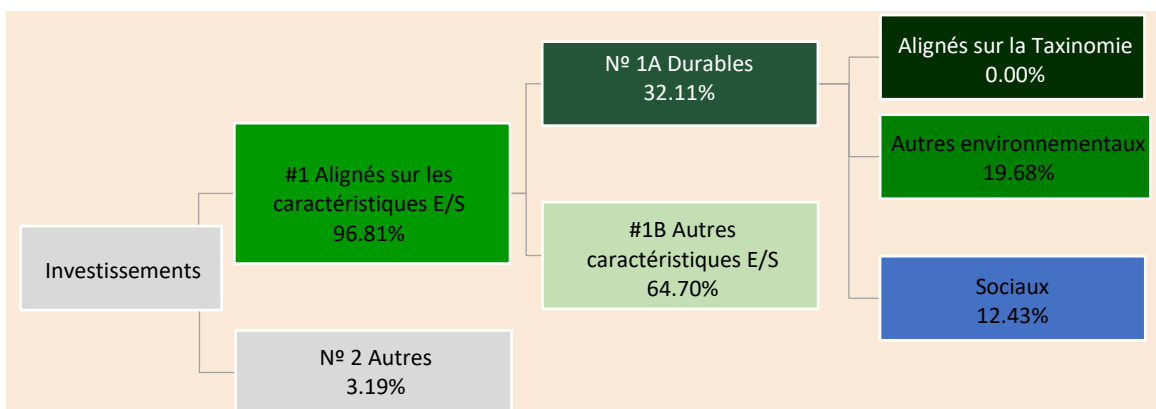 Investissements
#1 Alignés sur les
caractéristiques E/S
96.81%
Nº 2 Autres
3.19%
Nº 1A Durables
32.11%
#1B Autres
caractéristiques E/S
64.70%
Alignés sur la Taxinomie
0.00%
Autres environnementaux
19.68%
Sociaux
12.43%